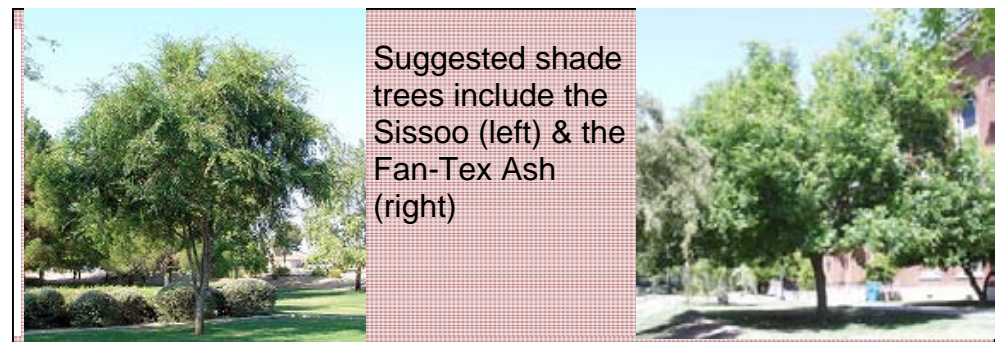 Suggested shade
trees include the
Sissoo (left) & the
Fan-Tex Ash
(right)